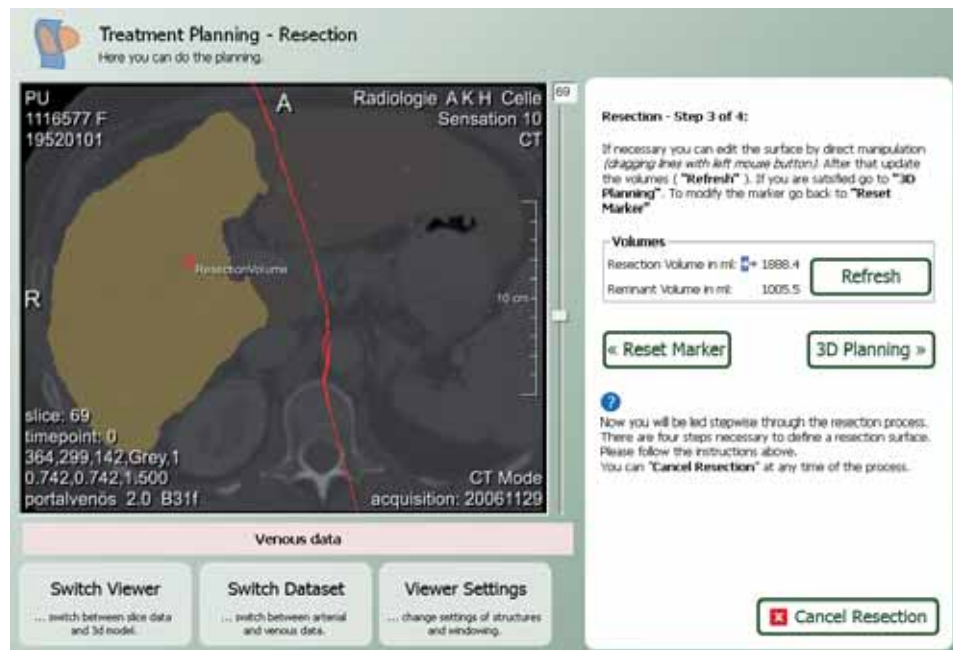 Treatment Planning - Resection
Here you can do the planning.
PU
1116577 F
19520101
A
Radiologie A K H Celle
Sensation 10
CT
69
ResectionVolume
R
10 cm
slice: 69
timepoint: 0
364,299,142,Grey,1
0.742,0.742,1.500
portalvenös 2.0 B31f
CT Mode
acquisition: 20061129
Venous data
Switch Viewer
... switch between slice data
and 3d model.
Switch Dataset
... switch between arterial
and venous data.
Viewer Settings
... change settings of structures
and windowing.
Resection - Step 3 of 4:
If necessary you can edit the surface by direct manipulation
(dragging lines with left mouse button). After that update
the volumes ( "Refresh" ). If you are satisfied go to "3D
Planning". To modify the marker go back to "Reset
Marker"
Volumes
Resection Volume in ml: 1888.4
Remnant Volume in ml: 1005.5
Refresh
« Reset Marker
3D Planning »
?
Now you will be led stepwise through the resection process.
There are four steps necessary to define a resection surface.
Please follow the instructions above.
You can "Cancel Resection" at any time of the process.
x Cancel Resection